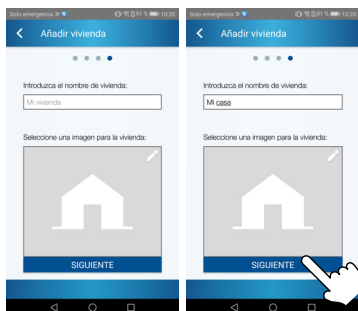 Solo emergencia
91 % 10:20
Añadir vivienda
Introduzca el nombre de vivienda:
Mi vivienda
Seleccione una imagen para la vivienda:
SIGUIENTE
Solo emergencia
91 % 10:20
Añadir vivienda
Introduzca el nombre de vivienda:
Mi casa
Seleccione una imagen para la vivienda:
SIGUIENTE